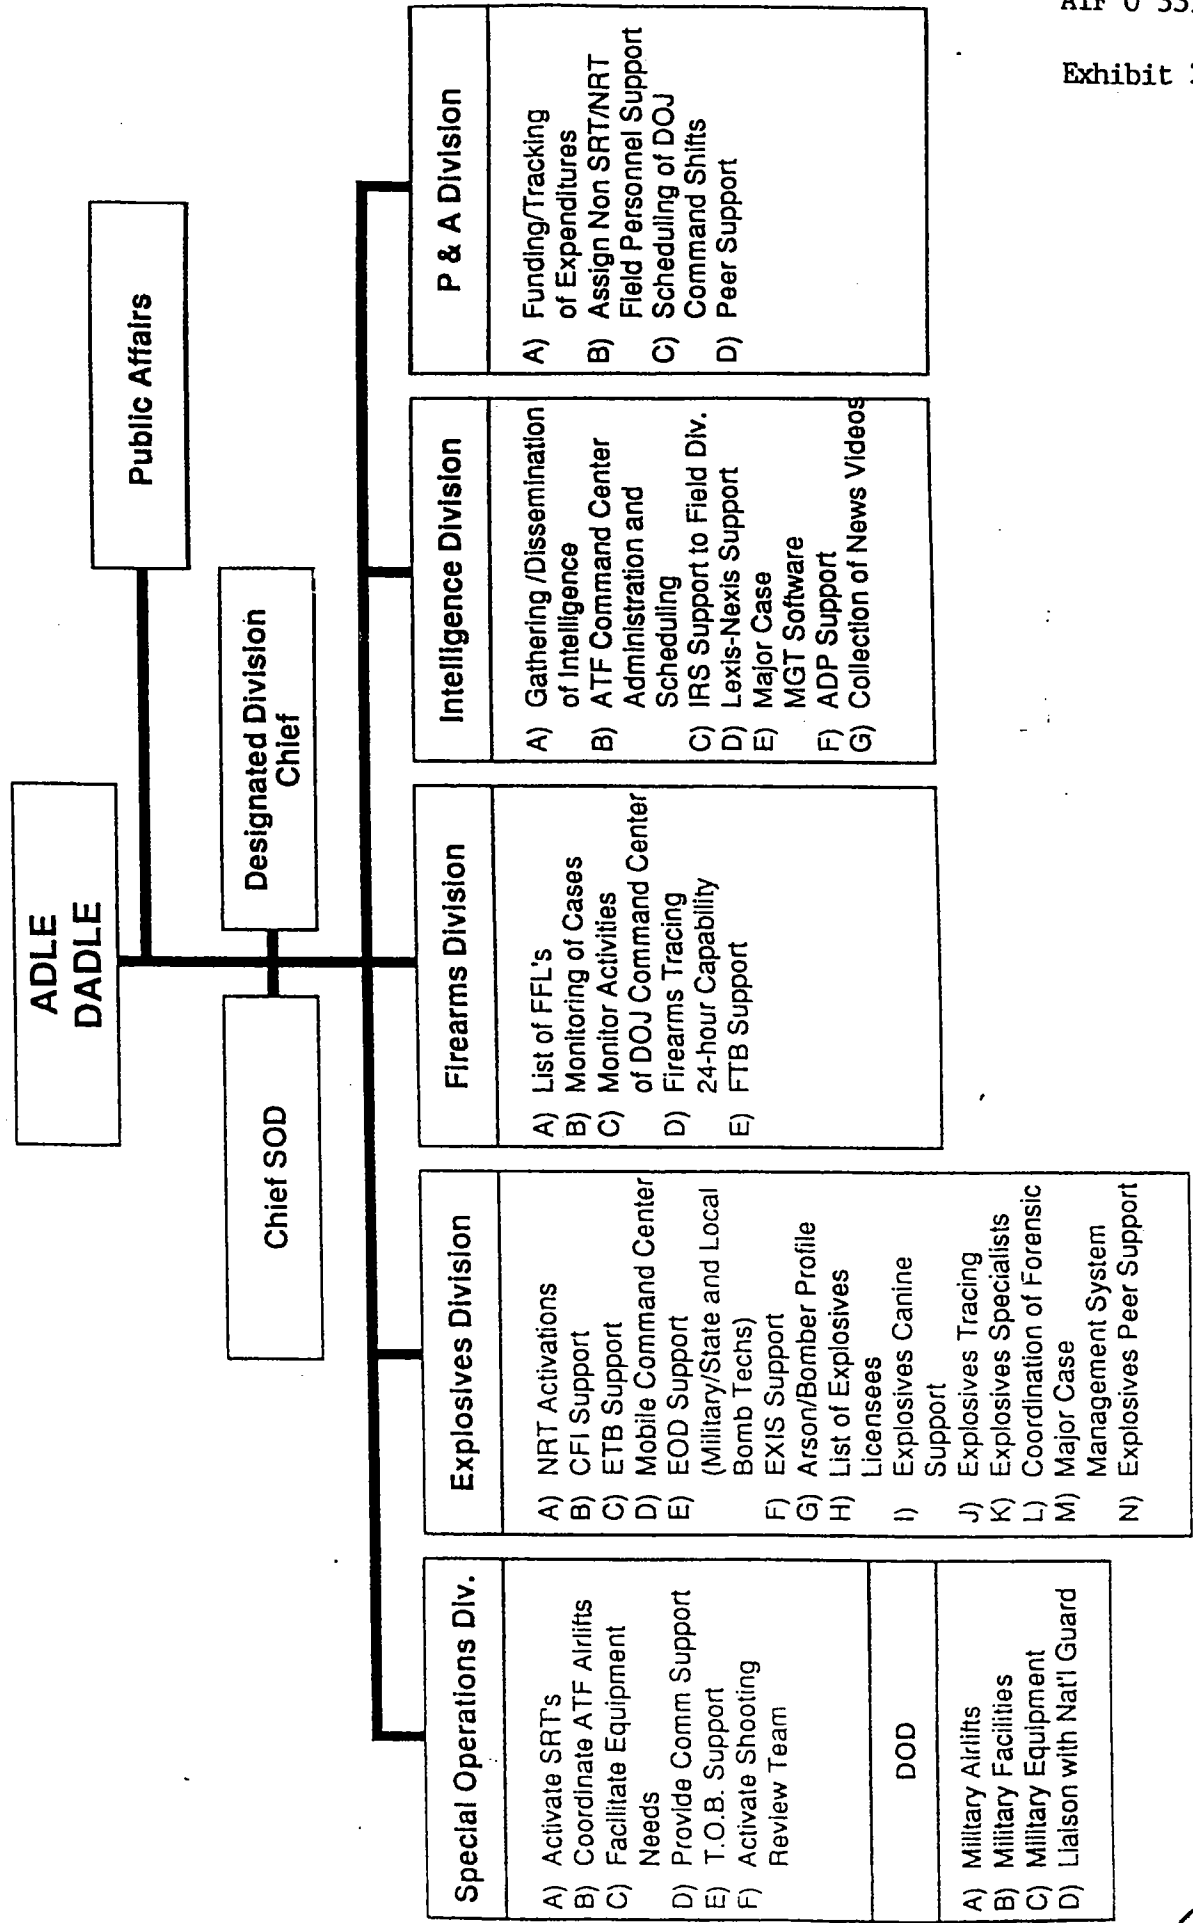 ATF O 33
Exhibit
ADLE
DADLE
Public Affairs
Chief SOD
Designated Division
Chief
Special Operations Div.
A) Activate SRT's
B) Coordinate ATF Airlifts
C) Facilitate Equipment
Needs
D) Provide Comm Support
E) T.O.B. Support
F) Activate Shooting
Review Team
DOD
A) Military Airlifts
B) Military Facilities
C) Military Equipment
D) Liaison with Nat'l Guard
Explosives Division
A) NRT Activations
B) CFI Support
C) ETB Support
D) Mobile Command Center
E) EOD Support
(Military/State and Local
Bomb Techs)
F) EXIS Support
G) Arson/Bomber Profile
H) List of Explosives
Licensees
I) Explosives Canine
Support
J) Explosives Tracing
K) Explosives Specialists
L) Coordination of Forensic
M) Major Case
Management System
N) Explosives Peer Support
Firearms Division
A) List of FFL's
B) Monitoring of Cases
C) Monitor Activities
of DOJ Command Center
D) Firearms Tracing
24-hour Capability
E) FTB Support
Intelligence Division
A) Gathering /Dissemination
of Intelligence
B) ATF Command Center
Administration and
Scheduling
C) IRS Support to Field Div.
D) Lexis-Nexis Support
E) Major Case
MGT Software
F) ADP Support
G) Collection of News Videos
P & A Division
A) Funding/Tracking
of Expenditures
B) Assign Non SRT/NRT
Field Personnel Support
C) Scheduling of DOJ
Command Shifts
D) Peer Support